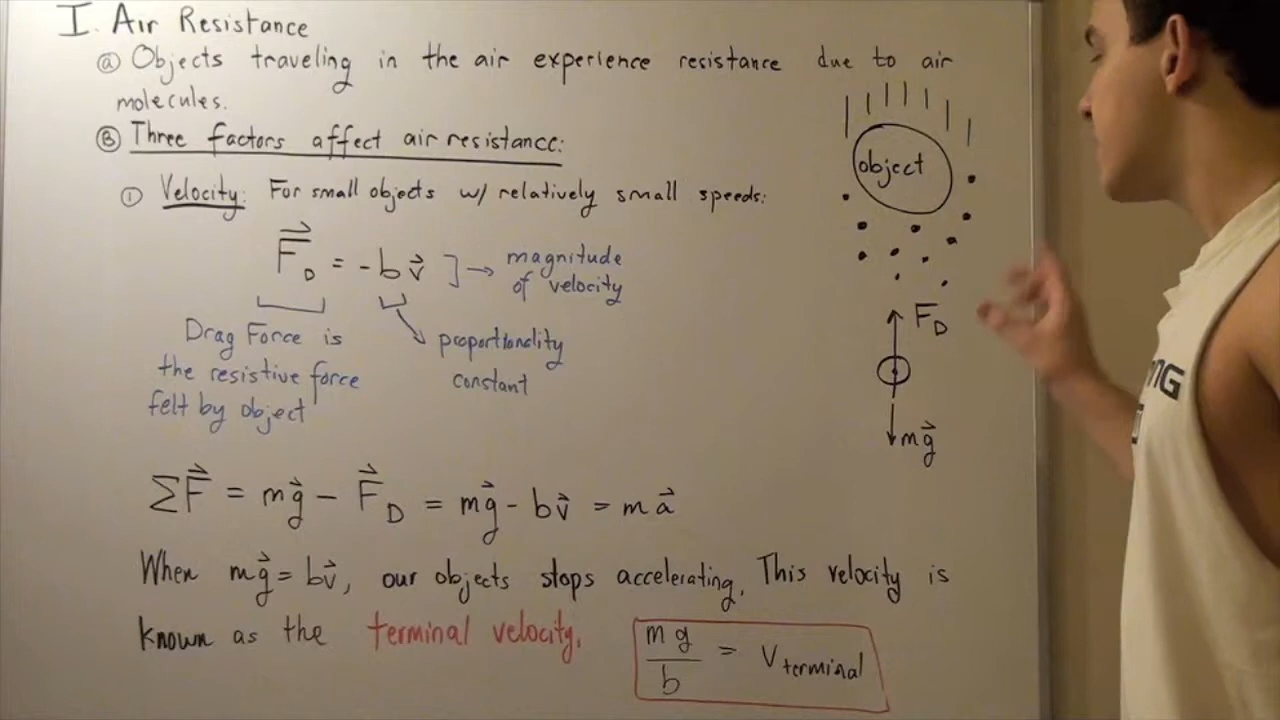 I. Air Resistance
ⓐ Objects traveling in the air experience resistance due to air
molecules.
Ⓑ Three factors affect air resistance:
① Velocity: For small objects w/ relatively small speeds:
F⃗_D = -bv⃗ ] → magnitude
of velocity
Drag Force is
the resistive force
felt by object
proportionality
constant
object
F_D
mg⃗
ΣF⃗ = mg⃗ - F⃗_D = mg⃗ - bv⃗ = ma⃗
When mg⃗ = bv⃗, our objects stops accelerating. This velocity is
known as the terminal velocity.
mg/b = v_terminal